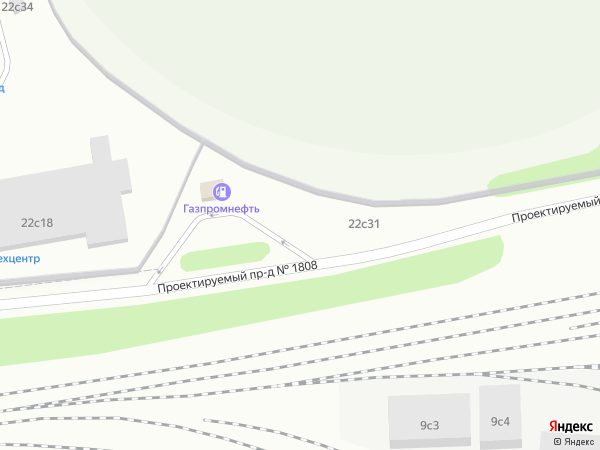 22с34
д
Газпромнефть
22с18
22с31
Проектируемый
ехцентр
Проектируемый пр-д № 1808
9с3
9с4
Яндекс
© Яндекс